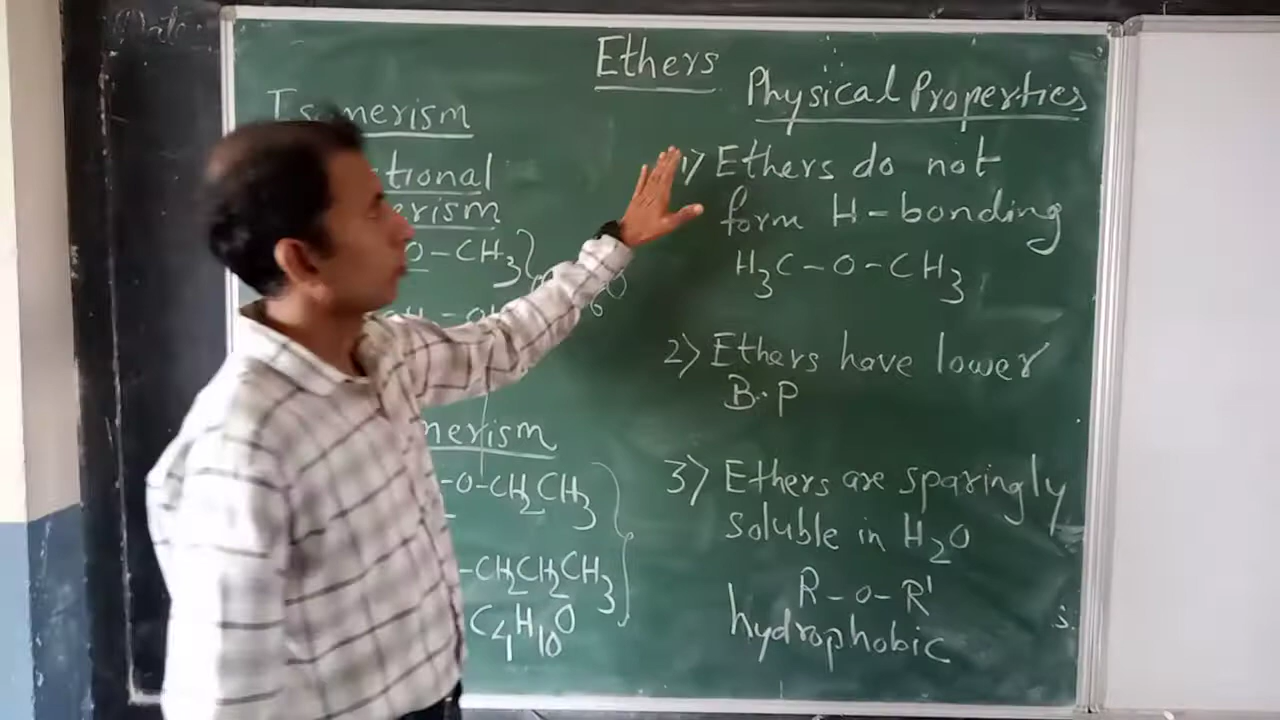 Ethers
Isomerism
tional
erism
O-CH3
merism
-O-CH2CH3
-CH2CH2CH3
C4H10O
Physical Properties
1) Ethers do not
form H-bonding
H3C-O-CH3
2) Ethers have lower
B.P
3) Ethers are sparingly
soluble in H2O
R-O-R'
hydrophobic